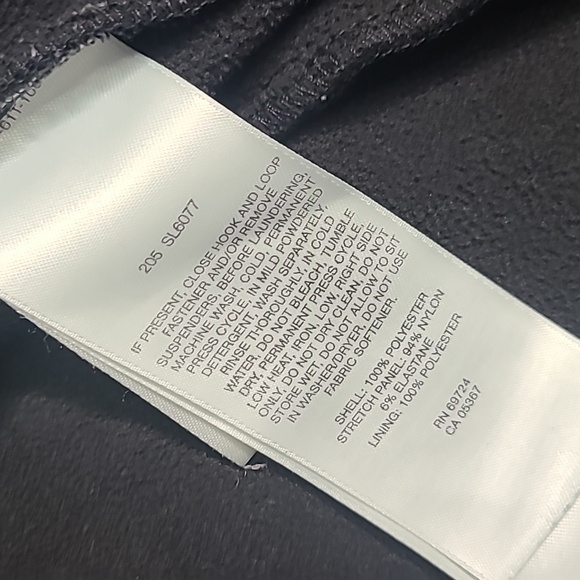 205 SL6077
IF PRESENT, CLOSE HOOK AND LOOP
FASTENER AND/OR REMOVE
SUSPENDERS, BEFORE LAUNDERING.
MACHINE WASH, COLD, PERMANENT
PRESS CYCLE, IN MILD POWDERED
DETERGENT. WASH SEPARATELY,
RINSE THOROUGHLY, IN COLD
WATER. DO NOT BLEACH. TUMBLE
DRY, PERMANENT PRESS CYCLE,
LOW HEAT. IRON, LOW, RIGHT SIDE
ONLY. DO NOT DRY CLEAN. DO NOT
STORE WET. DO NOT ALLOW TO SIT
IN WASHER/DRYER. DO NOT USE
FABRIC SOFTENER.
SHELL: 100% POLYESTER
STRETCH PANEL: 94% NYLON
6% ELASTANE
LINING: 100% POLYESTER
RN 69724
CA 05367